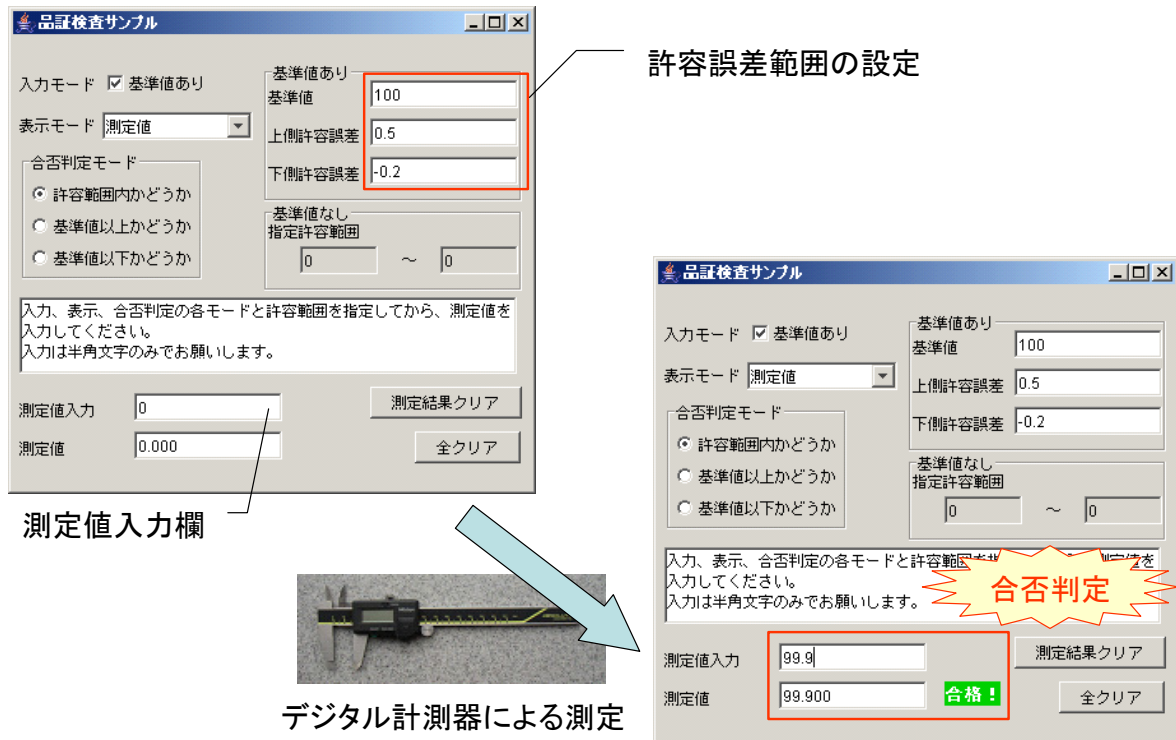 品証検査サンプル
入力モード 基準値あり
表示モード 測定値
合否判定モード
許容範囲内かどうか
基準値以上かどうか
基準値以下かどうか
基準値あり
基準値 100
上側許容誤差 0.5
下側許容誤差 -0.2
基準値なし
指定許容範囲
0 ～ 0
入力、表示、合否判定の各モードと許容範囲を指定してから、測定値を
入力してください。
入力は半角文字のみでお願いします。
測定値入力 0
測定結果クリア
測定値 0.000
全クリア
許容誤差範囲の設定
測定値入力欄
デジタル計測器による測定
品証検査サンプル
入力モード 基準値あり
表示モード 測定値
合否判定モード
許容範囲内かどうか
基準値以上かどうか
基準値以下かどうか
基準値あり
基準値 100
上側許容誤差 0.5
下側許容誤差 -0.2
基準値なし
指定許容範囲
0 ～ 0
入力、表示、合否判定の各モードと許容範囲を 測定値を
入力してください。
入力は半角文字のみでお願いします。
合否判定
測定値入力 99.9
測定結果クリア
測定値 99.900 合格！
全クリア